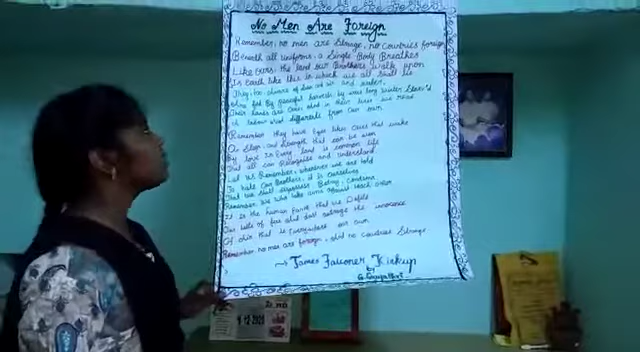 No Men Are Foreign
Remember, no men are Strange, no Countries foreign
Beneath all uniforms, a Single Body Breathes
Like ours: the land our Brothers walk upon
Is earth like this in which we all Shall lie
They, too, aware of sun and air and water,
Are fed By peaceful harvests, by wars long winter Starv'd
Their hands are ours, and in their lines we read
A labour not different from our own
Remember they have Eyes like Ours that wake
Or Sleep, and Strength that can be won
By love. In Every land is common life
That all can Recognise and Understand
Let Us Remember, whenever we are told
To hate our Brothers, it is Ourselves
That we shall Dispossess, Betray, Condemn
Remember, We who take arms against Each other
It is the human Earth that we Defile
Our hells of fire and dust outrage the innocence
Of air that is Everywhere our own
Remember, no men are foreign, and no countries Strange
→ James Falconer Kirkup
by
2020